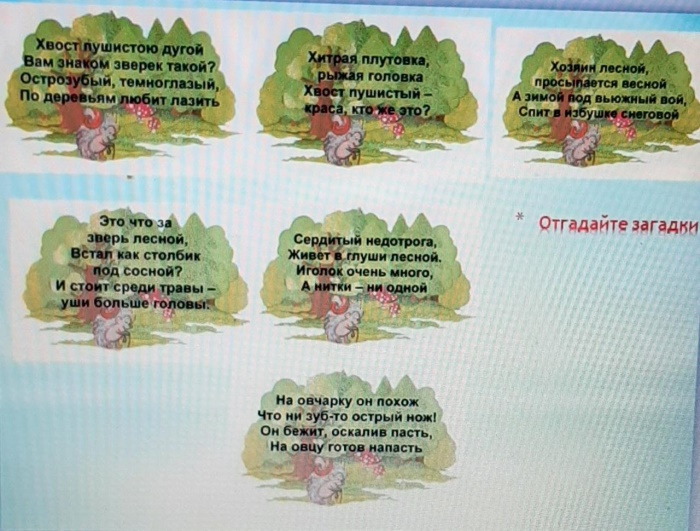 Хвост пушистою дугой
Вам знаком зверек такой?
Острозубый, темноглазый,
По деревьям любит лазить
Хитрая плутовка,
рыжая головка
Хвост пушистый –
краса, кто же это?
Хозяин лесной,
просыпается весной
А зимой под вьюжный вой,
Спит в избушке снеговой
Это что за
зверь лесной,
Встал как столбик
под сосной?
И стоит среди травы –
уши больше головы.
Сердитый недотрога,
Живет в глуши лесной.
Иголок очень много,
А нитки – ни одной
* Отгадайте загадки
На овчарку он похож
Что ни зуб-то острый нож!
Он бежит, оскалив пасть,
На овцу готов напасть